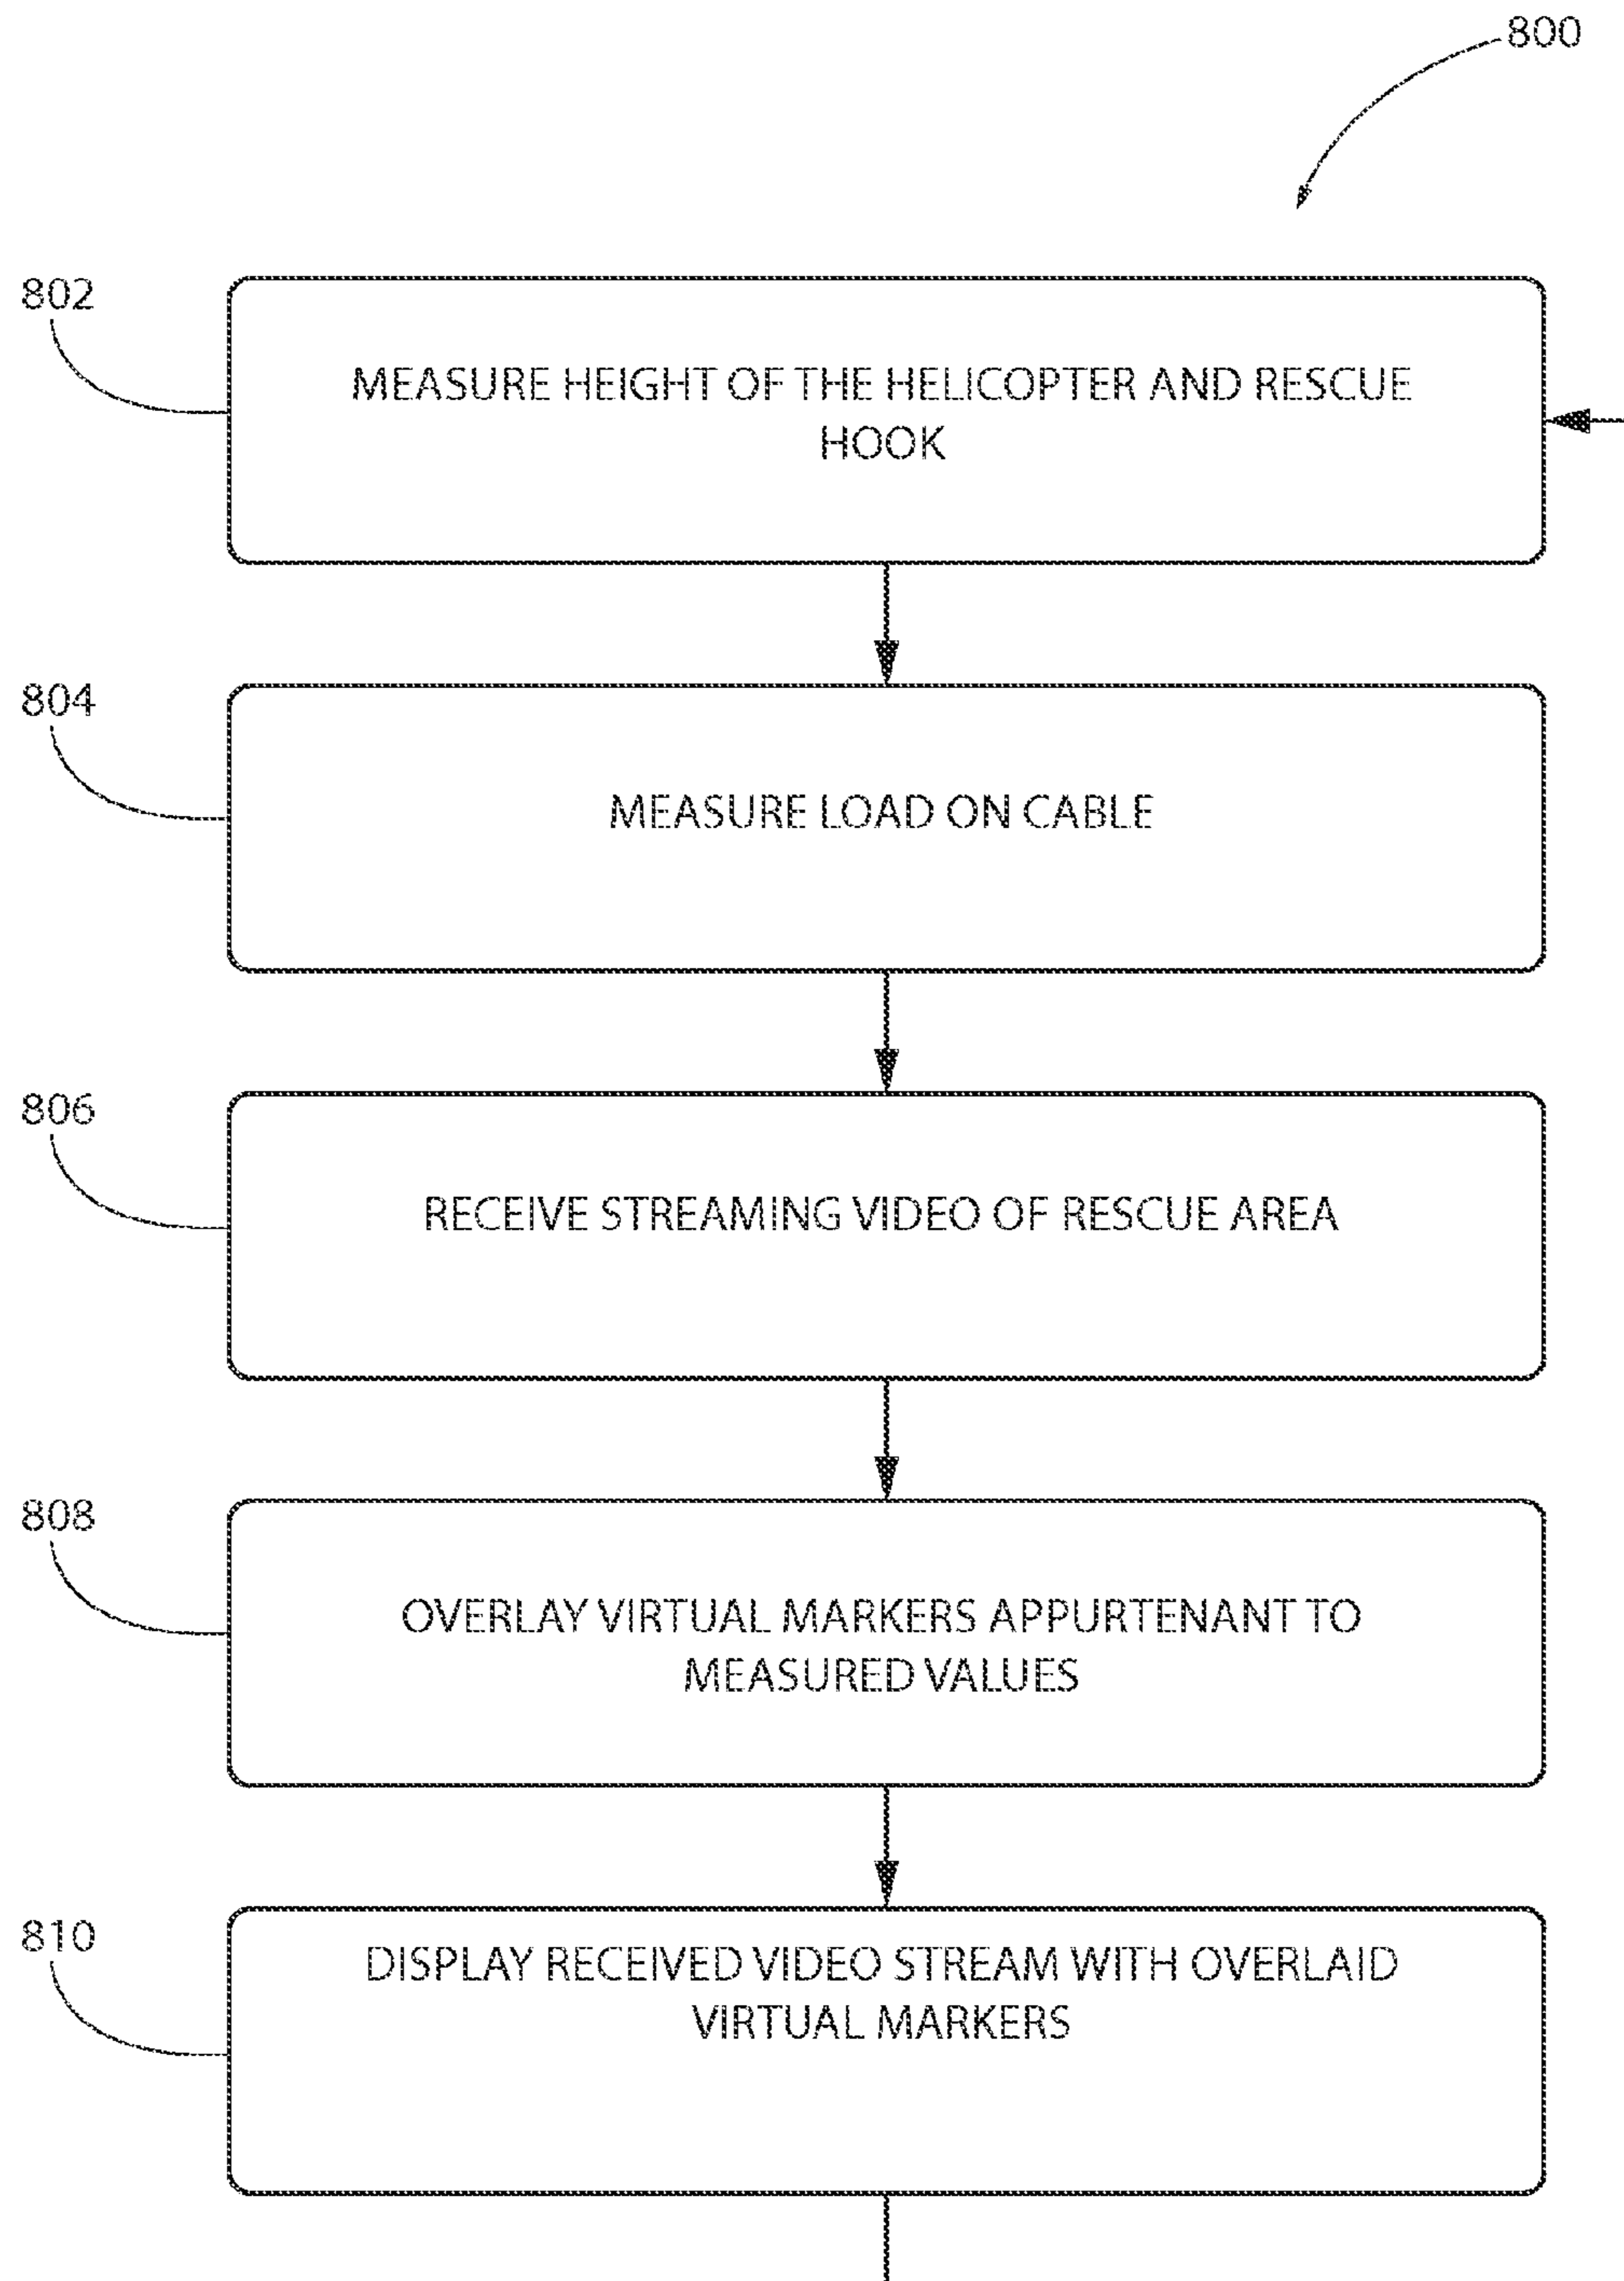 800
802
MEASURE HEIGHT OF THE HELICOPTER AND RESCUE
HOOK
804
MEASURE LOAD ON CABLE
806
RECEIVE STREAMING VIDEO OF RESCUE AREA
808
OVERLAY VIRTUAL MARKERS APPURTENANT TO
MEASURED VALUES
810
DISPLAY RECEIVED VIDEO STREAM WITH OVERLAID
VIRTUAL MARKERS